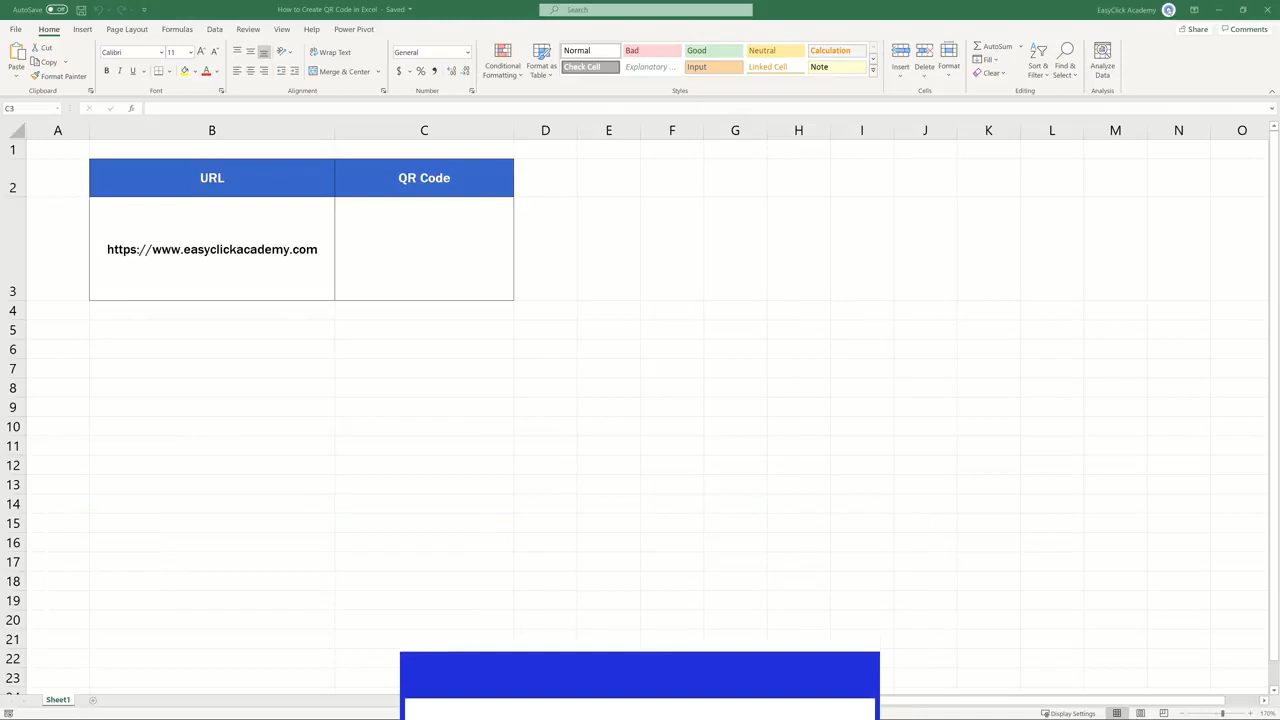 AutoSave Off
How to Create QR Code in Excel - Saved
Search
EasyClick Academy
File Home Insert Page Layout Formulas Data Review View Help Power Pivot
Share Comments
Paste
Cut
Copy
Format Painter
Clipboard
Calibri 11
B I U
Font
Wrap Text
Merge & Center
Alignment
General
$ % 9
Number
Conditional Formatting
Format as Table
Normal Bad Good Neutral Calculation
Check Cell Explanatory ... Input Linked Cell Note
Styles
Insert Delete Format
Cells
AutoSum
Fill
Clear
Sort & Filter
Find & Select
Editing
Analyze Data
Analysis
C3
fx
A B C D E F G H I J K L M N O
1
2 URL QR Code
3 https://www.easyclickacademy.com
4
5
6
7
8
9
10
11
12
13
14
15
16
17
18
19
20
21
22
23
Sheet1
Display Settings
170%